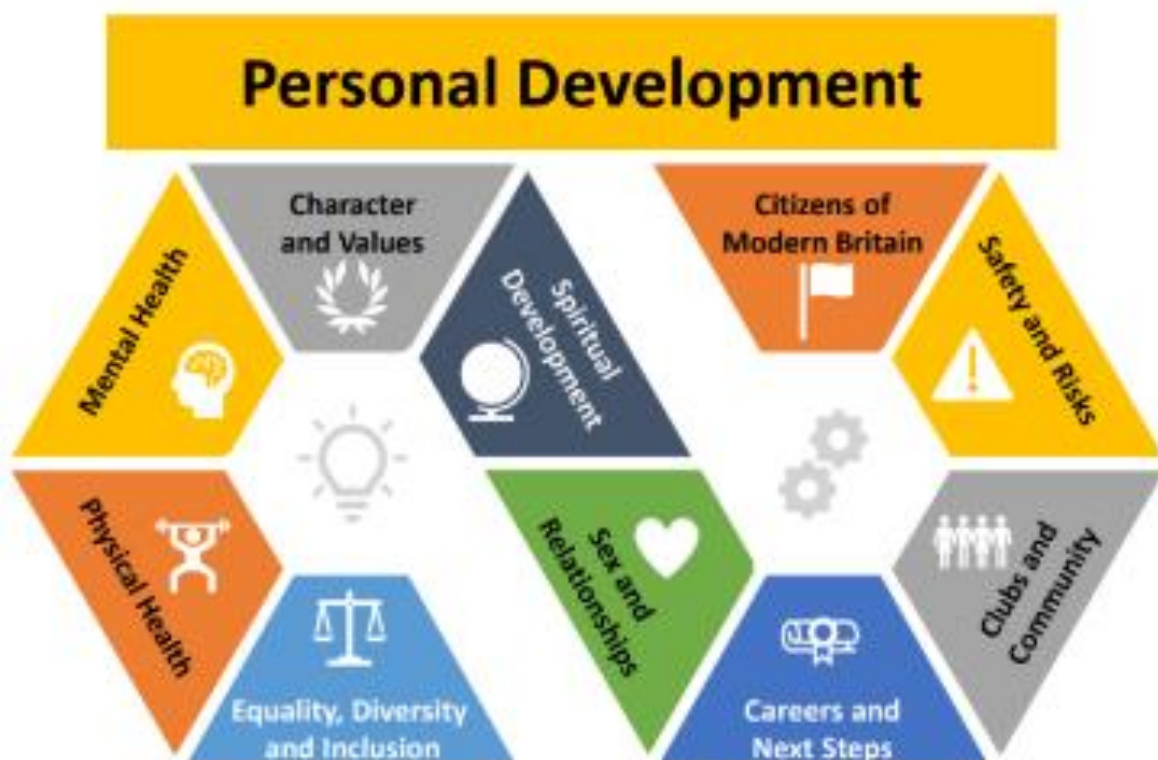 Personal Development
Character
and Values
Citizens of
Modern Britain
Mental Health
Spiritual
Development
Safety and Risks
Physical Health
Sex and
Relationships
Clubs and
Community
Equality, Diversity
and Inclusion
Careers and
Next Steps